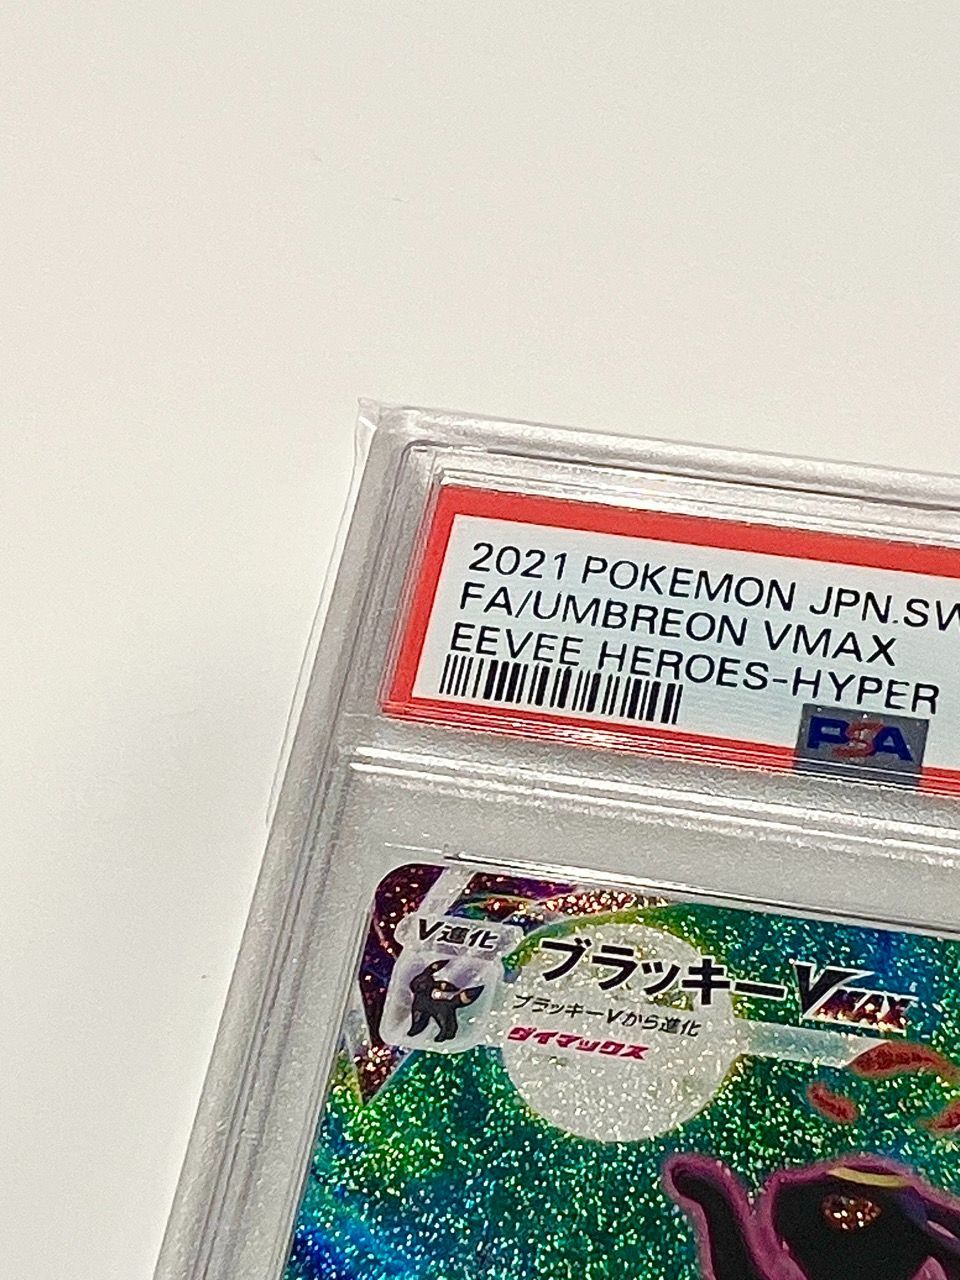 2021 POKEMON JPN.SW
FA/UMBREON VMAX
EEVEE HEROES-HYPER
PSA
V進化
ブラッキーVMAX
ブラッキーVから進化
ダイマックス